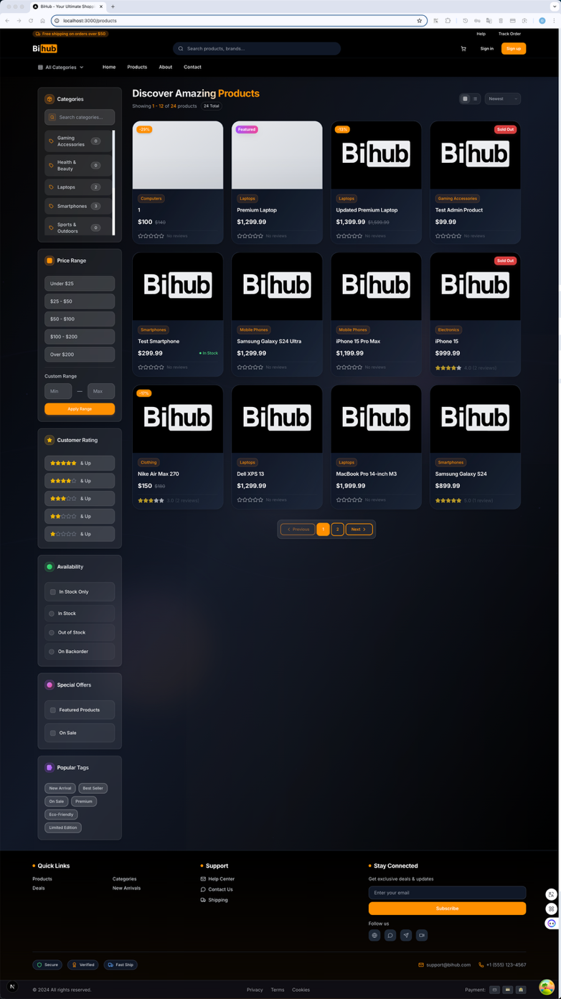 BiHub - Your Ultimate Shopp
localhost:3000/products
Free shipping on orders over $50
Help
Track Order
Bihub
Search products, brands...
Sign in
Sign up
All Categories
Home
Products
About
Contact
Categories
Search categories...
Gaming
Accessories
0
Health &
Beauty
0
Laptops
2
Smartphones
3
Sports &
Outdoors
0
Price Range
Under $25
$25 - $50
$50 - $100
$100 - $200
Over $200
Custom Range
Min
—
Max
Apply Range
Customer Rating
& Up
& Up
& Up
& Up
& Up
Availability
In Stock Only
In Stock
Out of Stock
On Backorder
Special Offers
Featured Products
On Sale
Popular Tags
New Arrival
Best Seller
On Sale
Premium
Eco-Friendly
Limited Edition
Discover Amazing Products
Showing 1 - 12 of 24 products
24 Total
Newest
-29%
Computers
1
$100 $140
No reviews
Featured
Laptops
Premium Laptop
$1,299.99
No reviews
-13%
Bihub
Laptops
Updated Premium Laptop
$1,399.99 $1,599.99
No reviews
Sold Out
Bihub
Gaming Accessories
Test Admin Product
$99.99
No reviews
Bihub
Smartphones
Test Smartphone
$299.99
In Stock
No reviews
Bihub
Mobile Phones
Samsung Galaxy S24 Ultra
$1,299.99
No reviews
Bihub
Mobile Phones
iPhone 15 Pro Max
$1,199.99
No reviews
Sold Out
Bihub
Electronics
iPhone 15
$999.99
4.0 (2 reviews)
-17%
Bihub
Clothing
Nike Air Max 270
$150 $180
3.0 (2 reviews)
Bihub
Laptops
Dell XPS 13
$1,299.99
No reviews
Bihub
Laptops
MacBook Pro 14-inch M3
$1,999.99
No reviews
Bihub
Smartphones
Samsung Galaxy S24
$899.99
5.0 (1 review)
Previous
1
2
Next
Quick Links
Products
Categories
Deals
New Arrivals
Support
Help Center
Contact Us
Shipping
Stay Connected
Get exclusive deals & updates
Enter your email
Subscribe
Follow us
Secure
Verified
Fast Ship
support@bihub.com
+1 (555) 123-4567
N
© 2024 All rights reserved.
Privacy
Terms
Cookies
Payment: